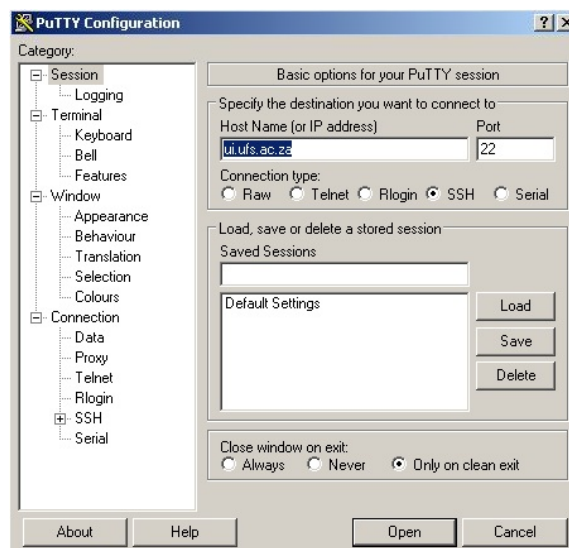 PuTTY Configuration
Category:
Session
Logging
Terminal
Keyboard
Bell
Features
Window
Appearance
Behaviour
Translation
Selection
Colours
Connection
Data
Proxy
Telnet
Rlogin
SSH
Serial
Basic options for your PuTTY session
Specify the destination you want to connect to
Host Name (or IP address) Port
ui.ufs.ac.za 22
Connection type:
Raw Telnet Rlogin SSH Serial
Load, save or delete a stored session
Saved Sessions
Default Settings
Load
Save
Delete
Close window on exit:
Always Never Only on clean exit
About Help Open Cancel